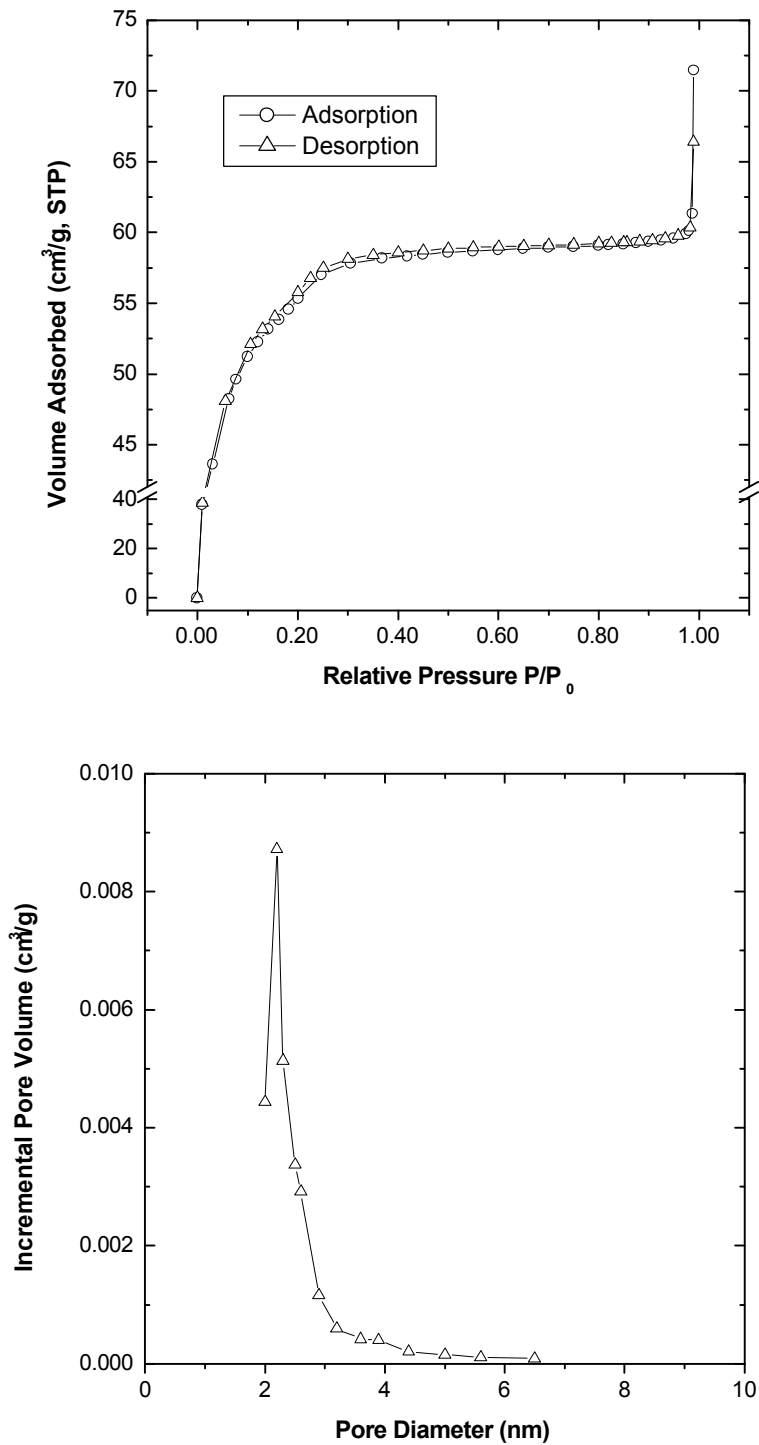 75
70
65
60
55
50
45
40
20
0
Volume Adsorbed (cm³/g, STP)
Adsorption
Desorption
0.00 0.20 0.40 0.60 0.80 1.00
Relative Pressure P/P₀
0.010
0.008
0.006
0.004
0.002
0.000
Incremental Pore Volume (cm³/g)
0 2 4 6 8 10
Pore Diameter (nm)